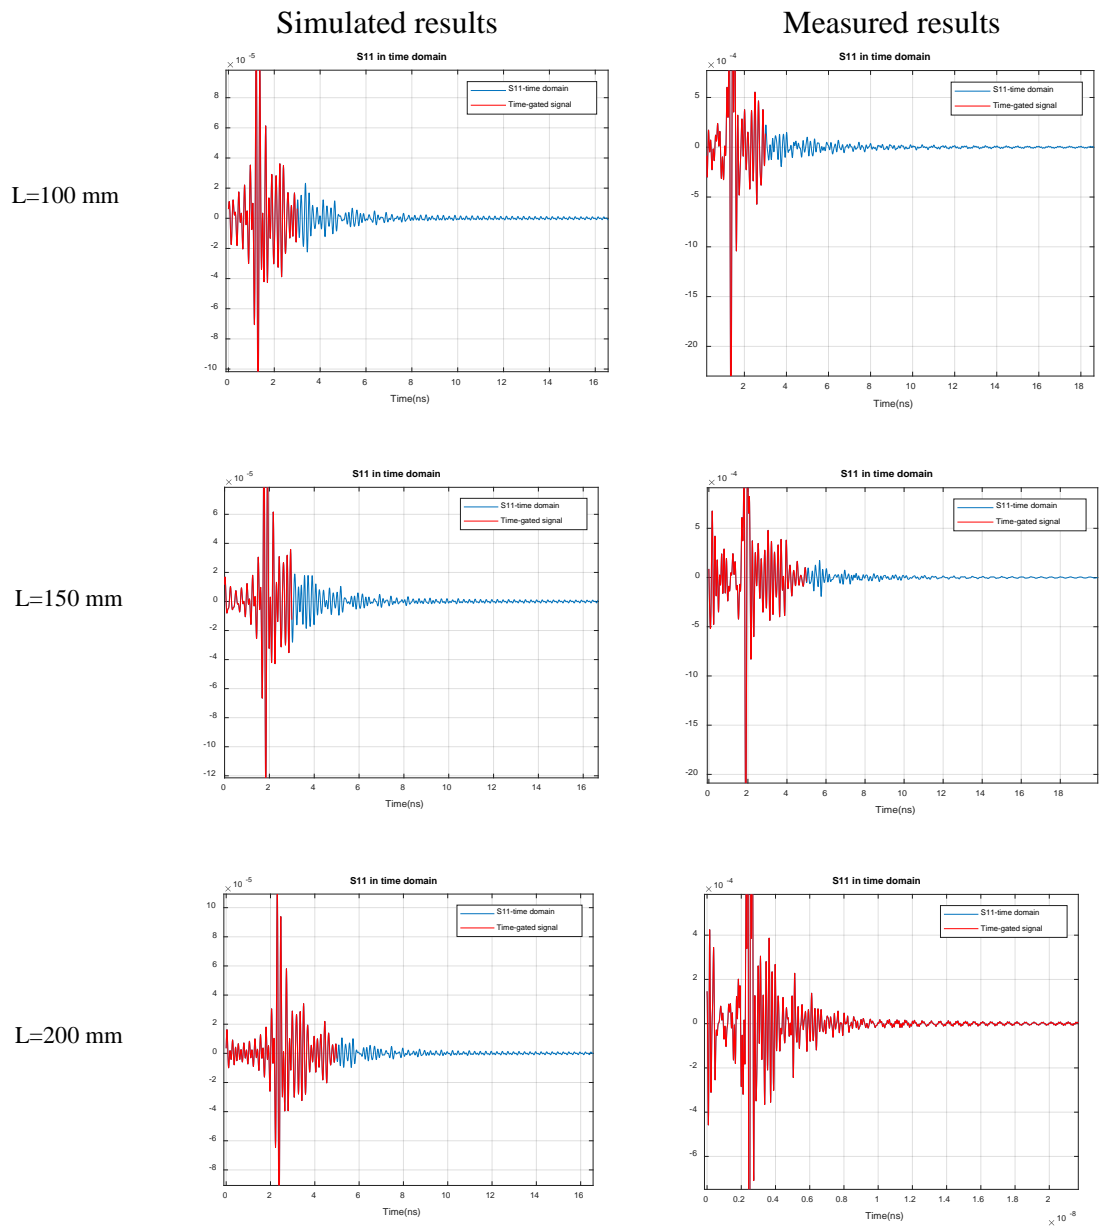 Simulated results
Measured results
L=100 mm
S11 in time domain
× 10 -5
S11-time domain
Time-gated signal
8
6
4
2
0
-2
-4
-6
-8
-10
0 2 4 6 8 10 12 14 16
Time(ns)
S11 in time domain
× 10 -4
S11-time domain
Time-gated signal
5
0
-5
-10
-15
-20
2 4 6 8 10 12 14 16 18
Time(ns)
L=150 mm
S11 in time domain
× 10 -5
S11-time domain
Time-gated signal
6
4
2
0
-2
-4
-6
-8
-10
-12
0 2 4 6 8 10 12 14 16
Time(ns)
S11 in time domain
× 10 -4
S11-time domain
Time-gated signal
5
0
-5
-10
-15
-20
0 2 4 6 8 10 12 14 16 18
Time(ns)
L=200 mm
S11 in time domain
× 10 -5
S11-time domain
Time-gated signal
10
8
6
4
2
0
-2
-4
-6
-8
0 2 4 6 8 10 12 14 16
Time(ns)
S11 in time domain
× 10 -4
S11-time domain
Time-gated signal
4
2
0
-2
-4
-6
0 0.2 0.4 0.6 0.8 1 1.2 1.4 1.6 1.8 2
Time(ns)
× 10 -8